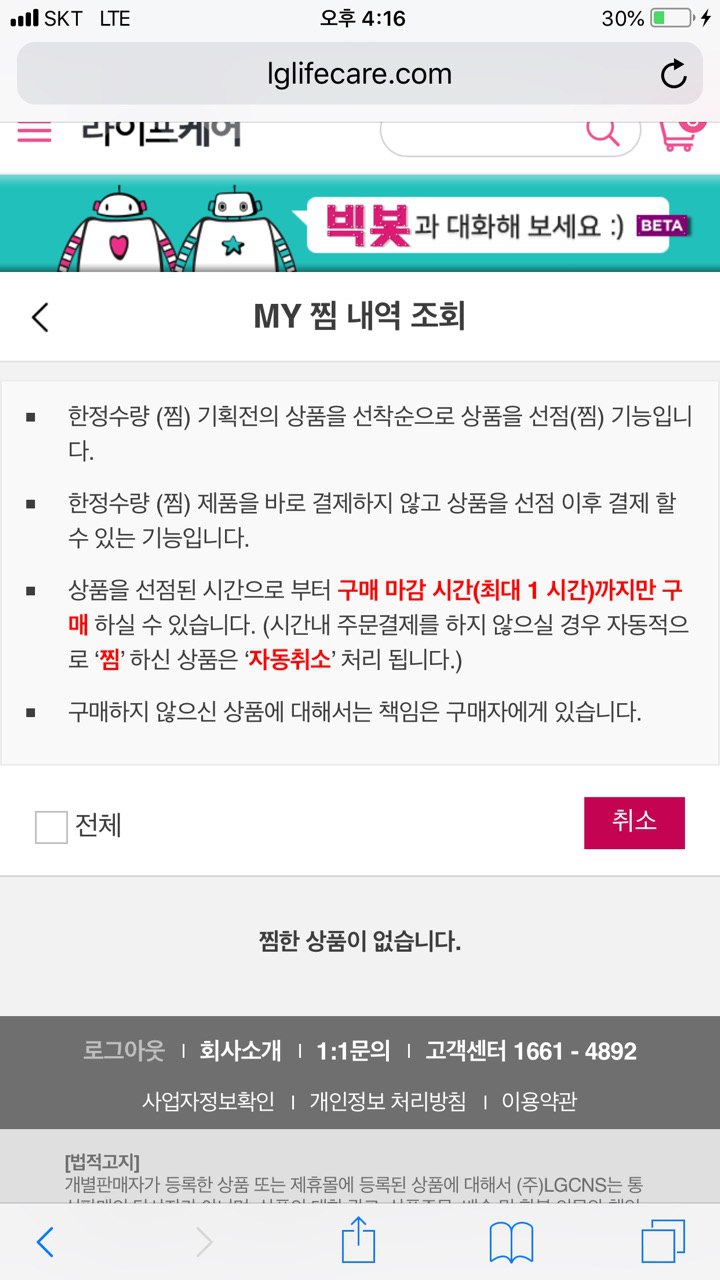 SKT LTE 오후 4:16 30%
lglifecare.com
라이프케어
빅봇과 대화해 보세요 :) BETA
MY 찜 내역 조회
한정수량 (찜) 기획전의 상품을 선착순으로 상품을 선점(찜) 기능입니
다.
한정수량 (찜) 제품을 바로 결제하지 않고 상품을 선점 이후 결제 할
수 있는 기능입니다.
상품을 선점된 시간으로 부터 구매 마감 시간(최대 1 시간)까지만 구
매 하실 수 있습니다. (시간내 주문결제를 하지 않으실 경우 자동적으
로 ‘찜’ 하신 상품은 ‘자동취소’ 처리 됩니다.)
구매하지 않으신 상품에 대해서는 책임은 구매자에게 있습니다.
전체 취소
찜한 상품이 없습니다.
로그아웃 | 회사소개 | 1:1문의 | 고객센터 1661 - 4892
사업자정보확인 | 개인정보 처리방침 | 이용약관
[법적고지]
개별판매자가 등록한 상품 또는 제휴몰에 등록된 상품에 대해서 (주)LGCNS는 통